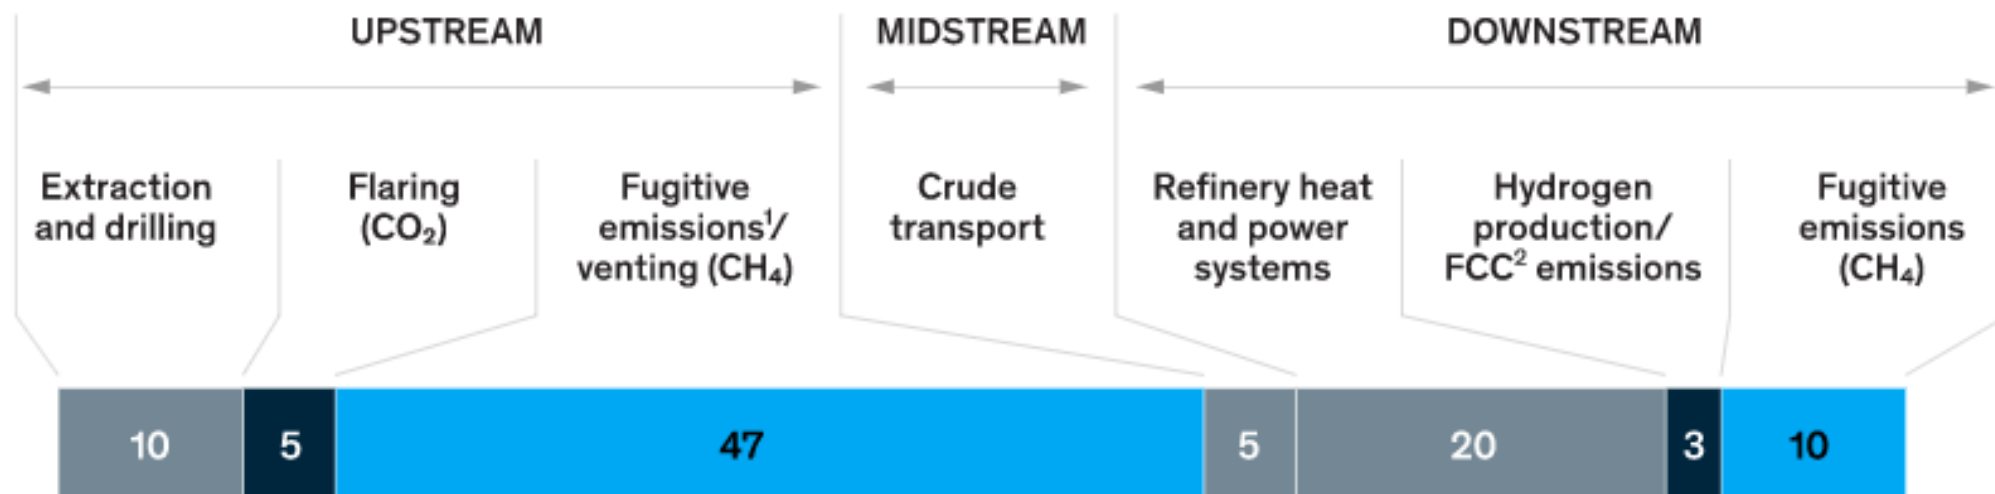 UPSTREAM
MIDSTREAM
DOWNSTREAM
Extraction
and drilling
Flaring
(CO₂)
Fugitive
emissions¹/
venting (CH₄)
Crude
transport
Refinery heat
and power
systems
Hydrogen
production/
FCC² emissions
Fugitive
emissions
(CH₄)
10
5
47
5
20
3
10